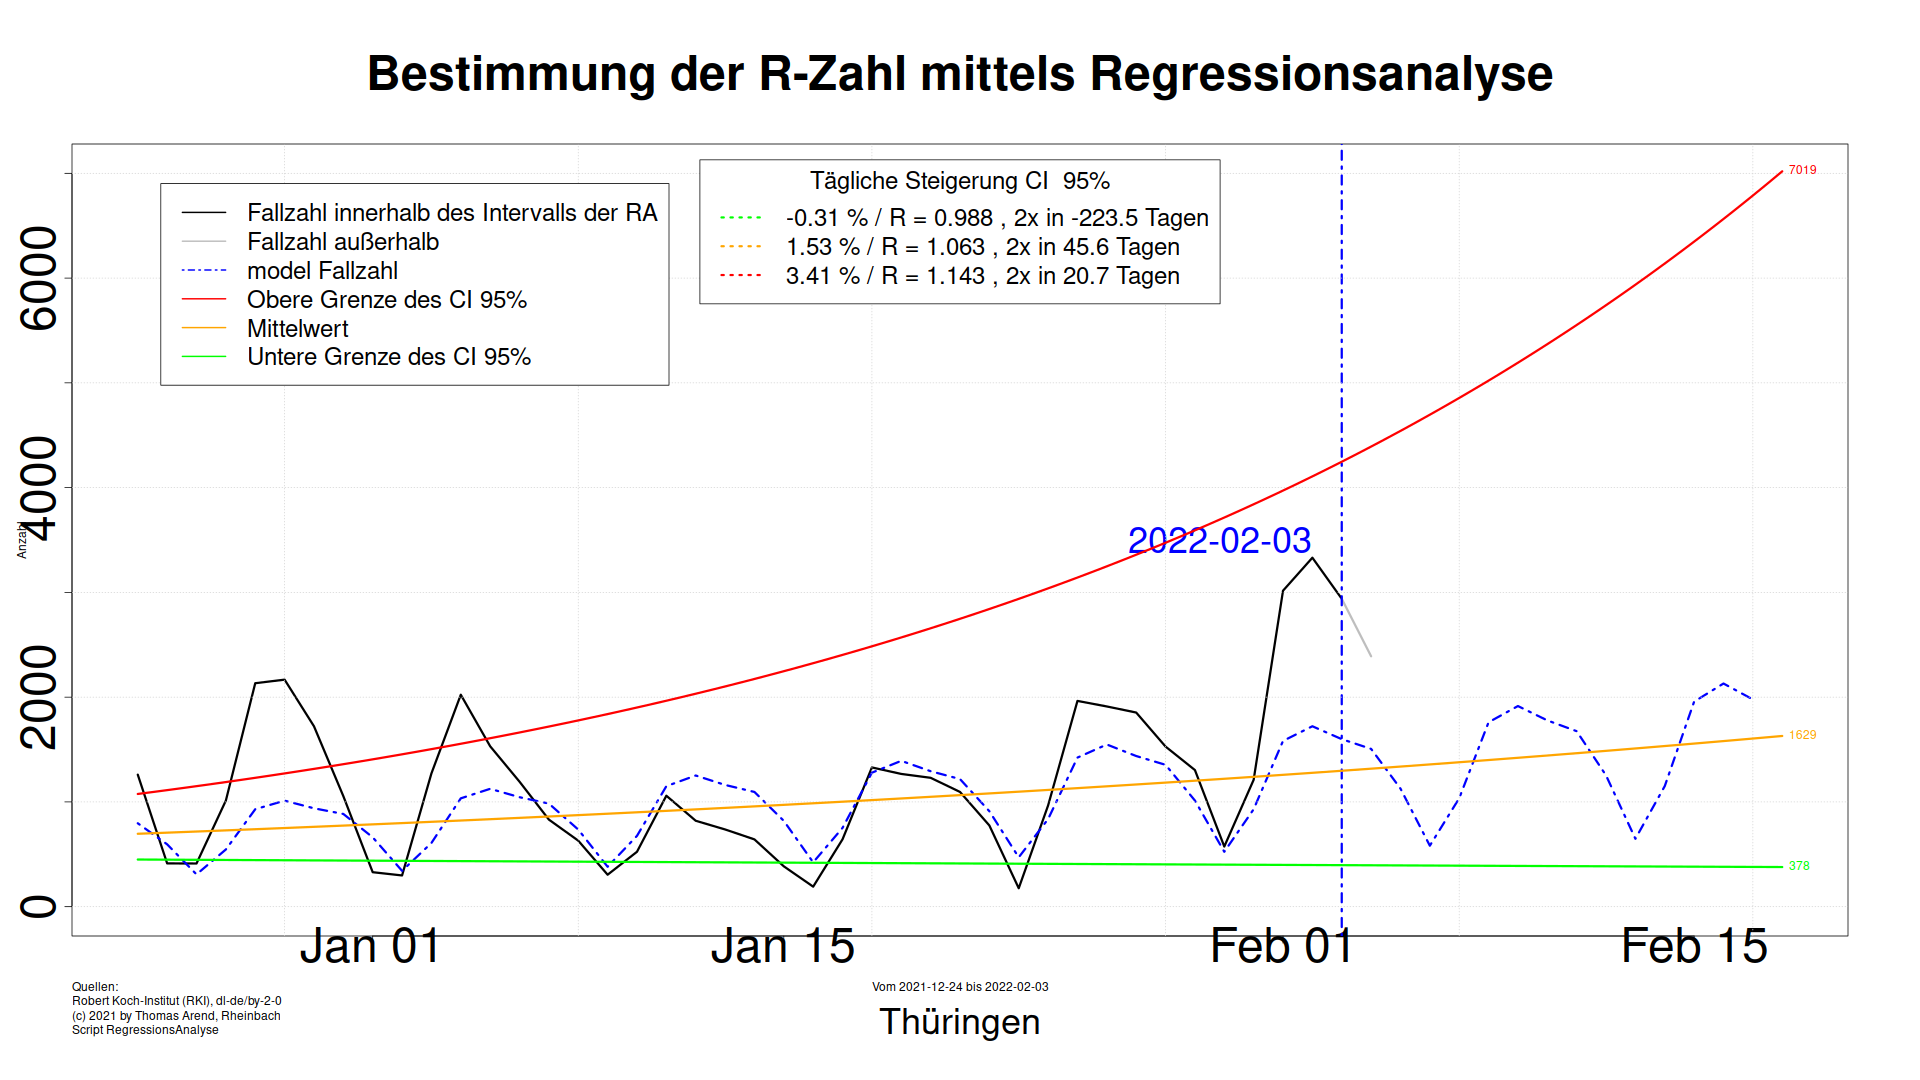 Bestimmung der R-Zahl mittels Regressionsanalyse
Fallzahl innerhalb des Intervalls der RA
Fallzahl außerhalb
model Fallzahl
Obere Grenze des CI 95%
Mittelwert
Untere Grenze des CI 95%
Tägliche Steigerung CI 95%
-0.31 % / R = 0.988 , 2x in -223.5 Tagen
1.53 % / R = 1.063 , 2x in 45.6 Tagen
3.41 % / R = 1.143 , 2x in 20.7 Tagen
7019
6000
4000
2000
0
Anzahl
2022-02-03
1629
378
Jan 01
Jan 15
Feb 01
Feb 15
Quellen:
Robert Koch-Institut (RKI), dl-de/by-2-0
(c) 2021 by Thomas Arend, Rheinbach
Script RegressionsAnalyse
Vom 2021-12-24 bis 2022-02-03
Thüringen